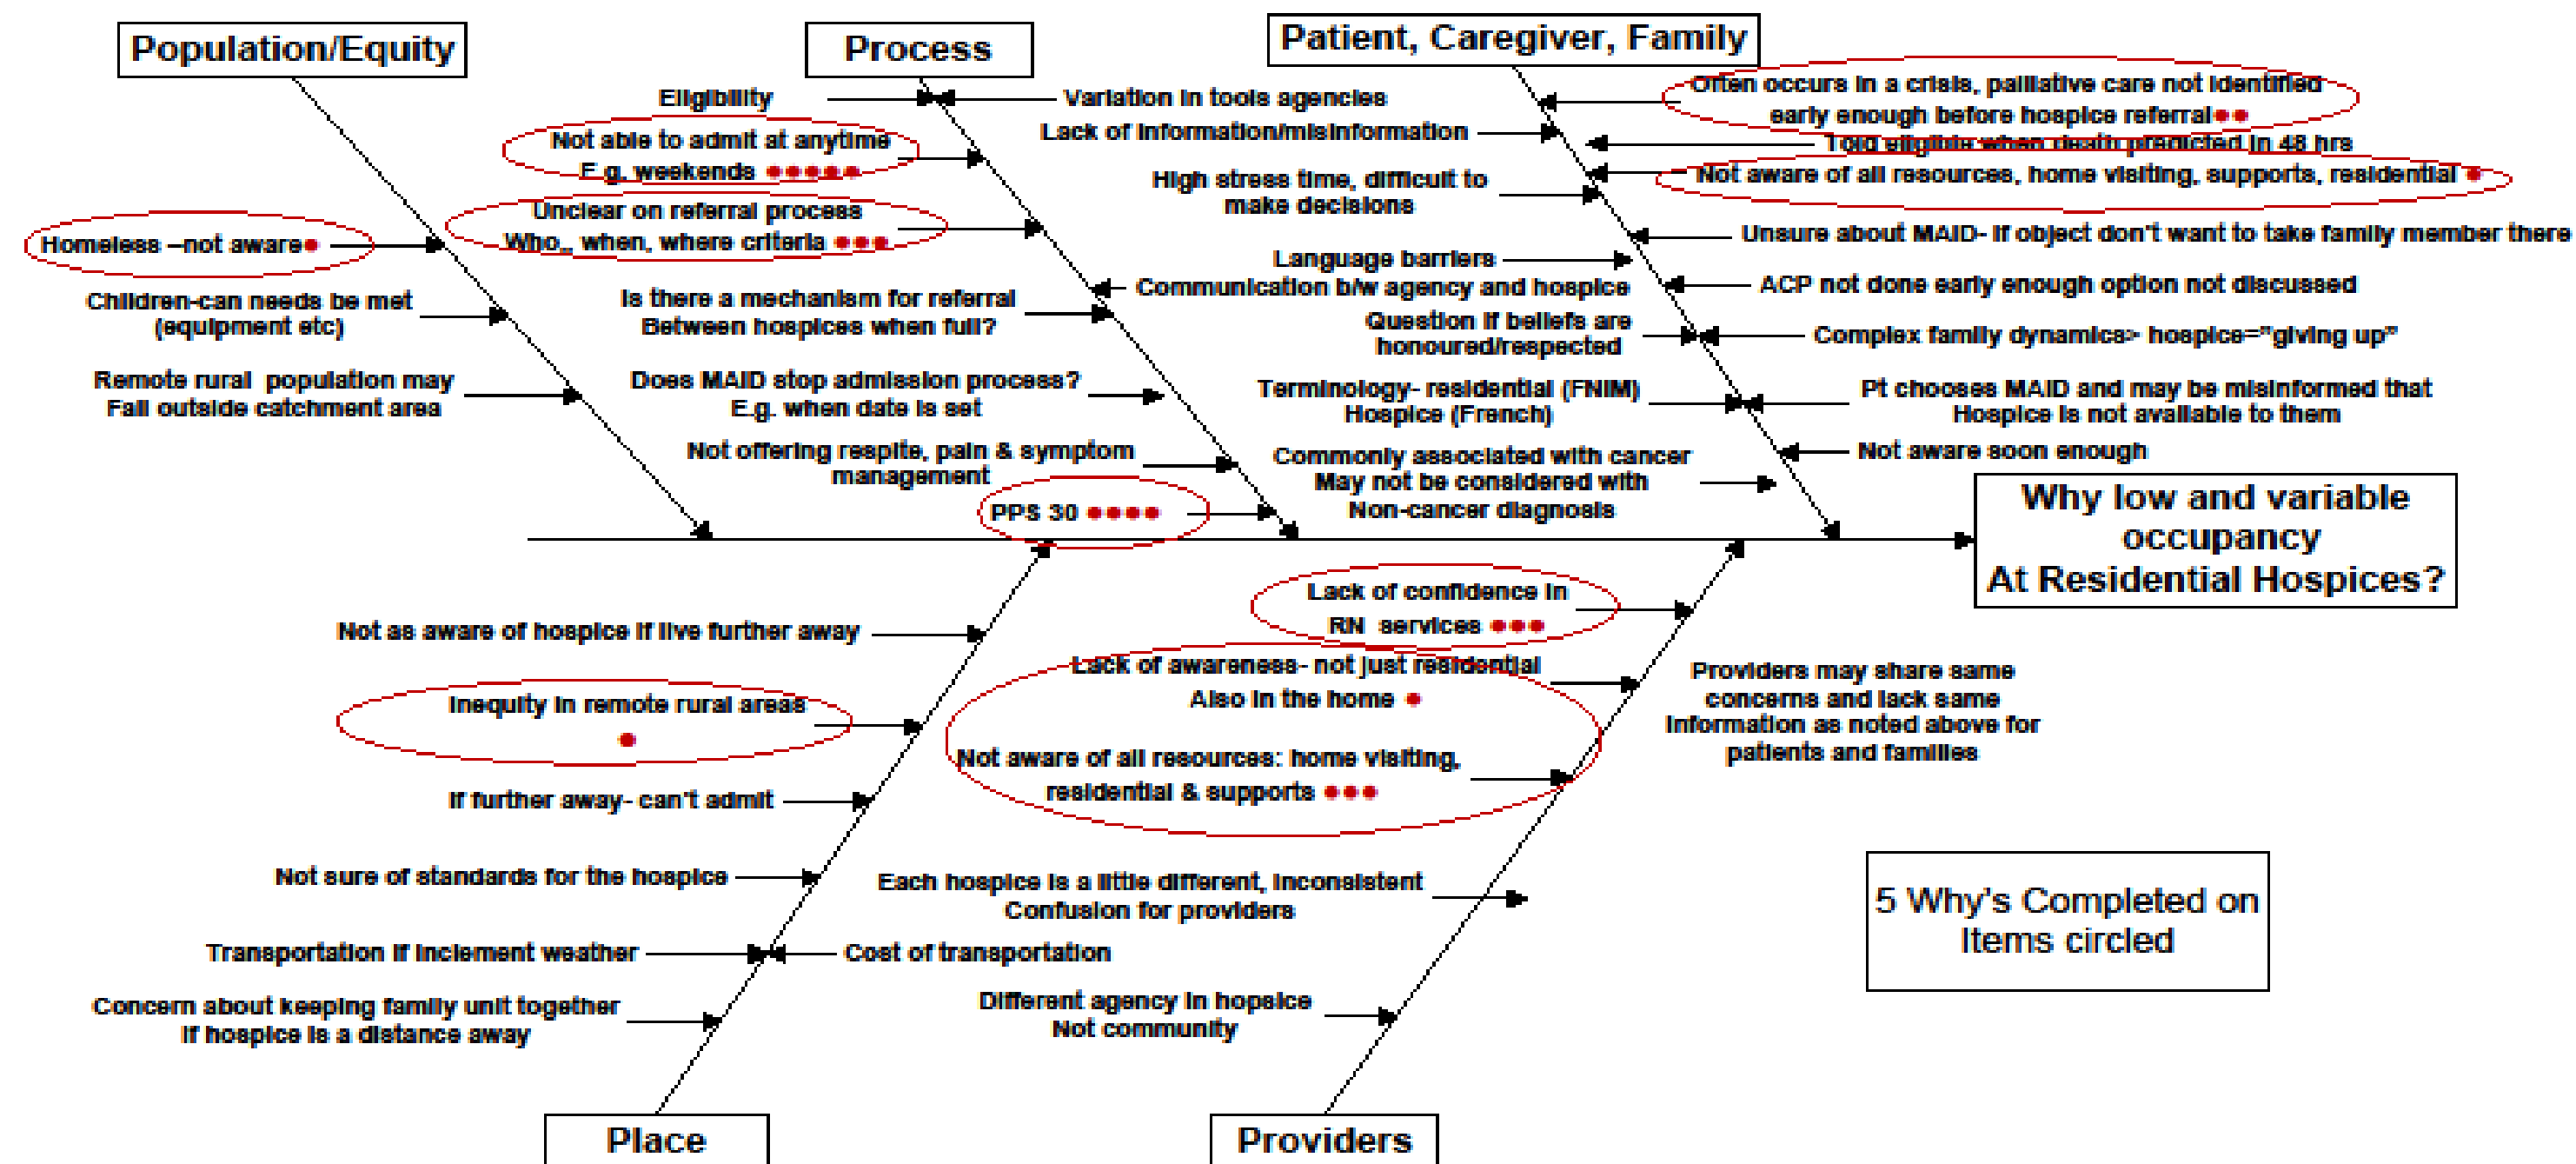 Population/Equity
Process
Patient, Caregiver, Family
Homeless –not aware
Children-can needs be met
(equipment etc)
Remote rural population may
Fall outside catchment area
Eligibility
Variation in tools agencies
Not able to admit at anytime
E.g. weekends
Unclear on referral process
Who,, when, where criteria
Communication b/w agency and hospice
Is there a mechanism for referral
Between hospices when full?
Does MAID stop admission process?
E.g. when date is set
Not offering respite, pain & symptom
management
PPS 30
Lack of information/misinformation
High stress time, difficult to
make decisions
Language barriers
Question if beliefs are
honoured/respected
Terminology- residential (FNIM)
Hospice (French)
Commonly associated with cancer
May not be considered with
Non-cancer diagnosis
Often occurs in a crisis, palliative care not identified
early enough before hospice referral
Told eligible when death predicted in 48 hrs
Not aware of all resources, home visiting, supports, residential
Unsure about MAID- if object don't want to take family member there
ACP not done early enough option not discussed
Complex family dynamics> hospice="giving up"
Pt chooses MAID and may be misinformed that
Hospice is not available to them
Not aware soon enough
Why low and variable
occupancy
At Residential Hospices?
Not as aware of hospice if live further away
Inequity in remote rural areas
If further away- can't admit
Not sure of standards for the hospice
Transportation if inclement weather
Cost of transportation
Concern about keeping family unit together
If hospice is a distance away
Lack of confidence in
RN services
Lack of awareness- not just residential
Also in the home
Not aware of all resources: home visiting,
residential & supports
Providers may share same
concerns and lack same
Information as noted above for
patients and families
Each hospice is a little different, inconsistent
Confusion for providers
Different agency in hopsice
Not community
5 Why's Completed on
Items circled
Place
Providers